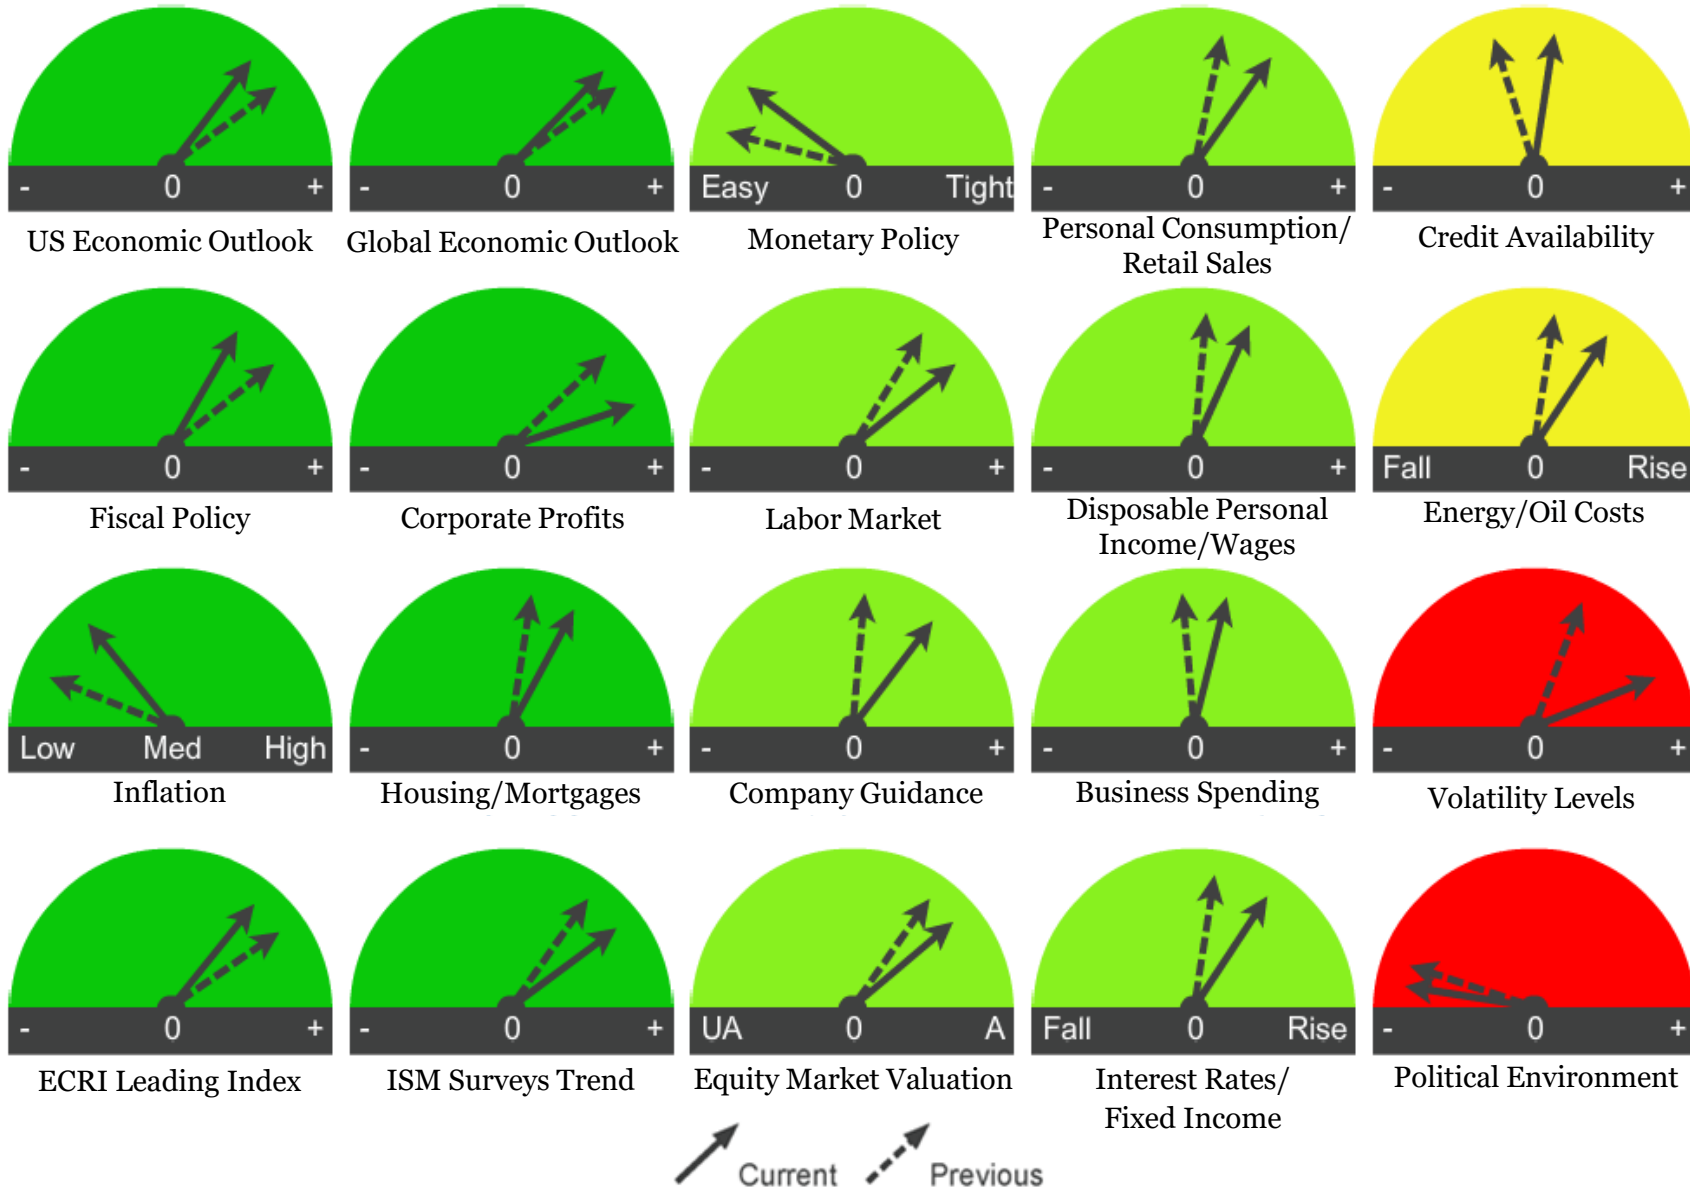 - 0 +
US Economic Outlook
- 0 +
Global Economic Outlook
Easy 0 Tight
Monetary Policy
- 0 +
Personal Consumption/
Retail Sales
- 0 +
Credit Availability
- 0 +
Fiscal Policy
- 0 +
Corporate Profits
- 0 +
Labor Market
- 0 +
Disposable Personal
Income/Wages
Fall 0 Rise
Energy/Oil Costs
Low Med High
Inflation
- 0 +
Housing/Mortgages
- 0 +
Company Guidance
- 0 +
Business Spending
- 0 +
Volatility Levels
- 0 +
ECRI Leading Index
- 0 +
ISM Surveys Trend
UA 0 A
Equity Market Valuation
Fall 0 Rise
Interest Rates/
Fixed Income
- 0 +
Political Environment
Current
Previous